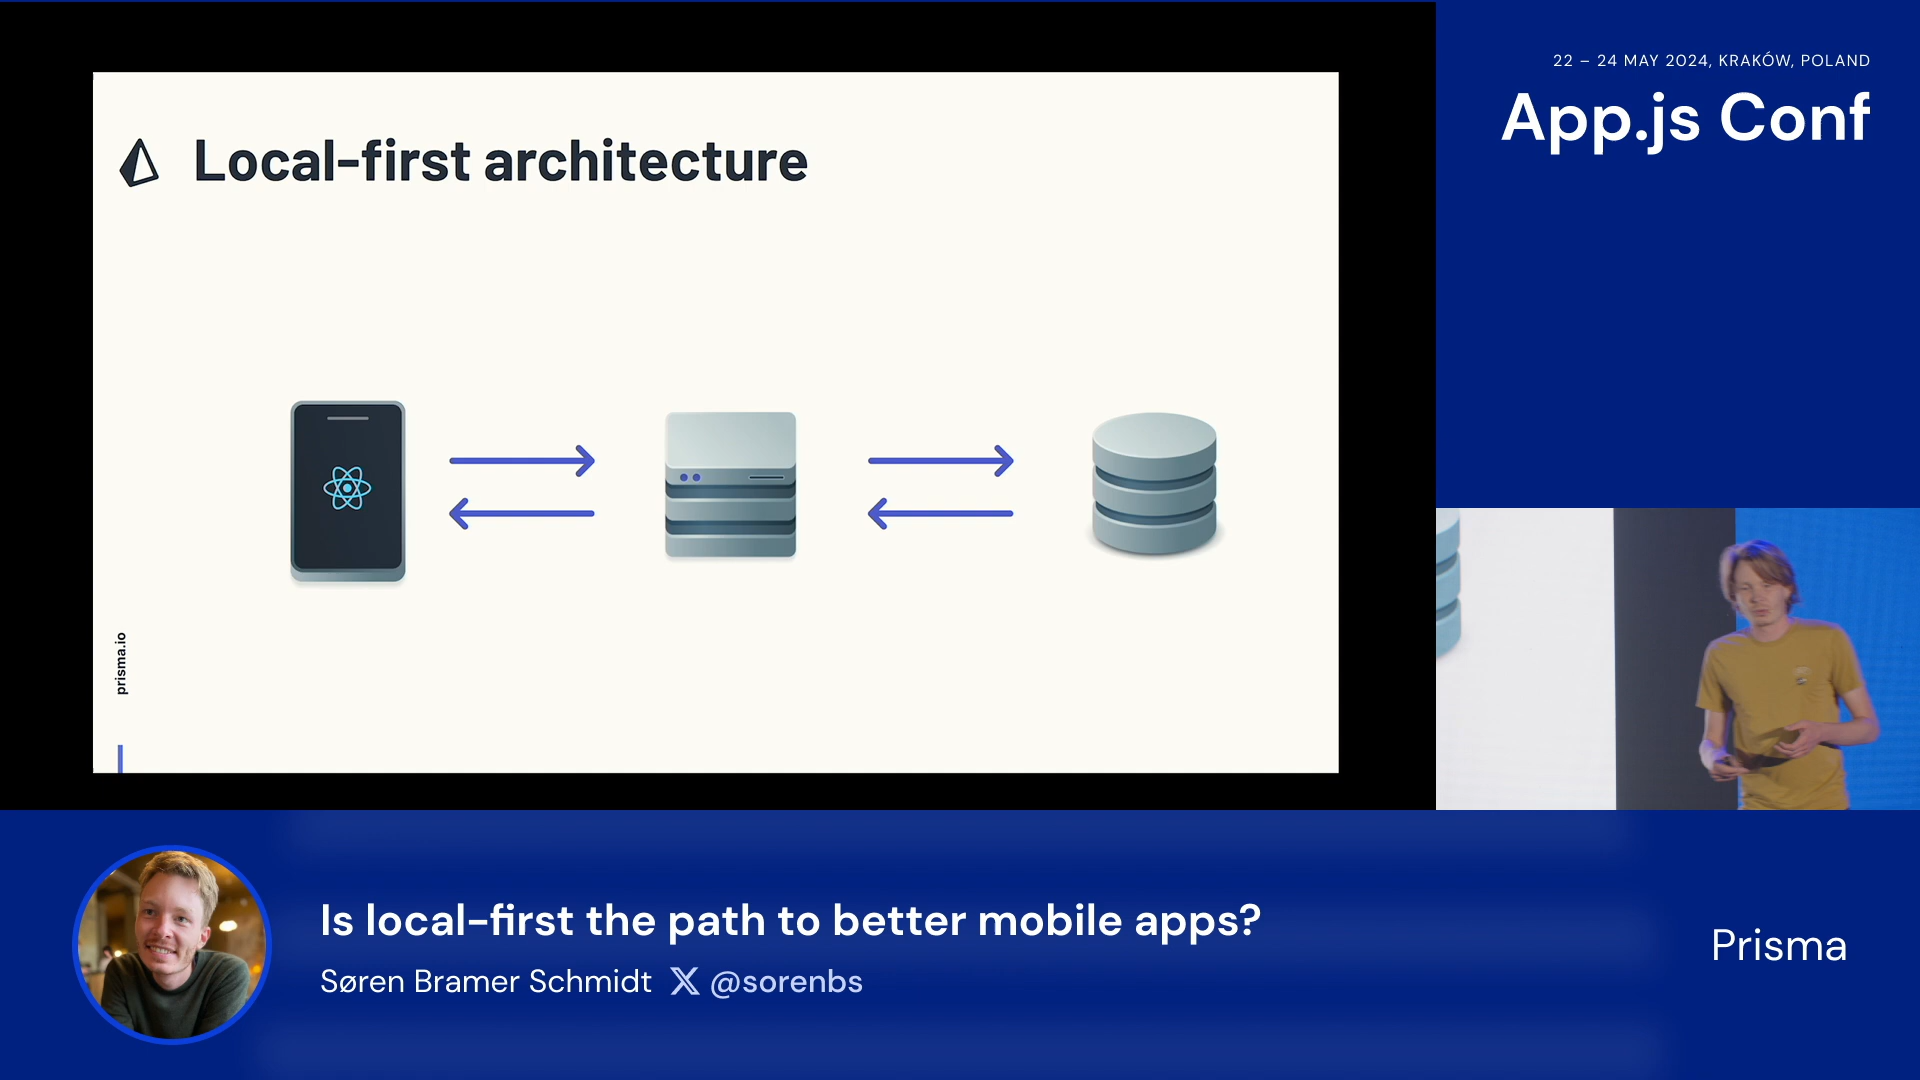 22 – 24 MAY 2024, KRAKÓW, POLAND
App.js Conf
Local-first architecture
prisma.io
Is local-first the path to better mobile apps?
Søren Bramer Schmidt X @sorenbs
Prisma